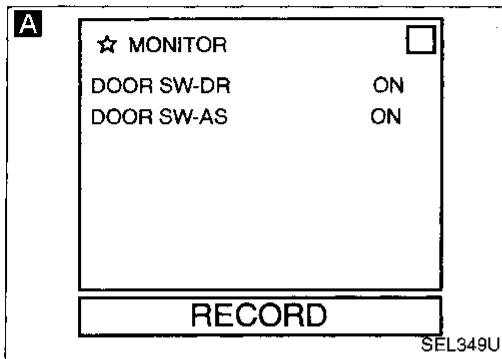 A
☆ MONITOR
DOOR SW-DR ON
DOOR SW-AS ON
RECORD
SEL349U